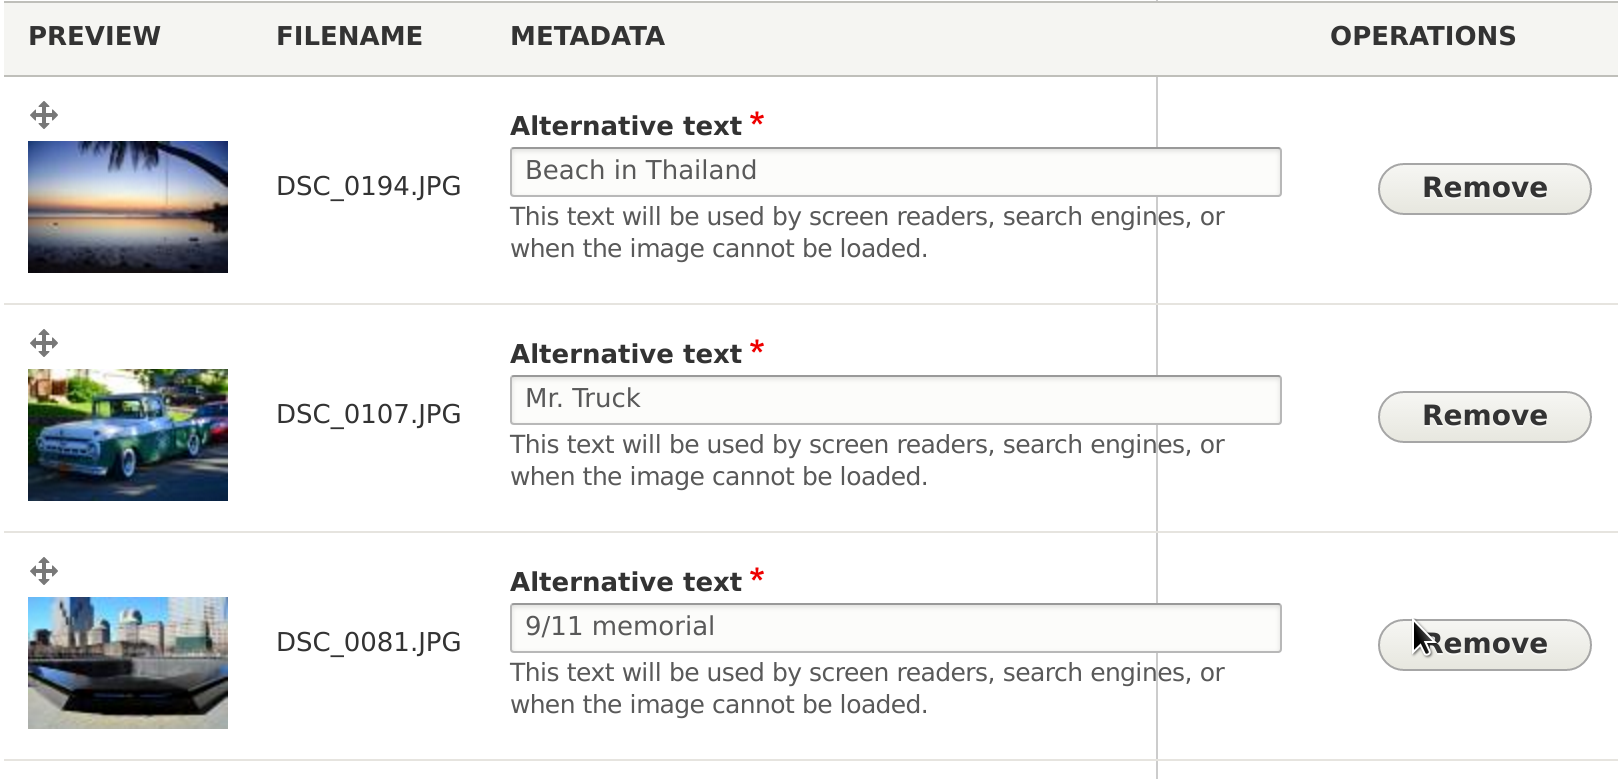 PREVIEW FILENAME METADATA OPERATIONS
Alternative text *
Beach in Thailand
DSC_0194.JPG
Remove
This text will be used by screen readers, search engines, or
when the image cannot be loaded.
Alternative text *
Mr. Truck
DSC_0107.JPG
Remove
This text will be used by screen readers, search engines, or
when the image cannot be loaded.
Alternative text *
9/11 memorial
DSC_0081.JPG
Remove
This text will be used by screen readers, search engines, or
when the image cannot be loaded.